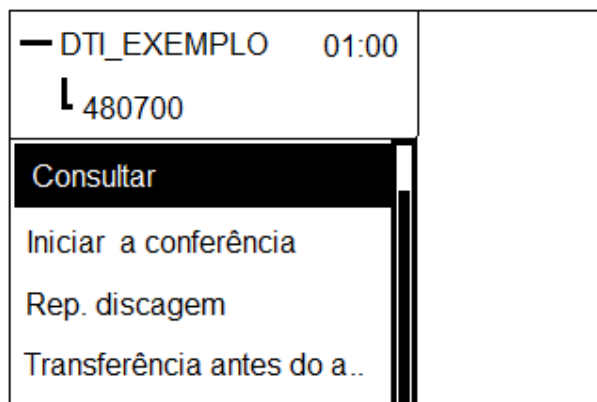 DTI_EXEMPLO 01:00
480700
Consultar
Iniciar a conferência
Rep. discagem
Transferência antes do a..